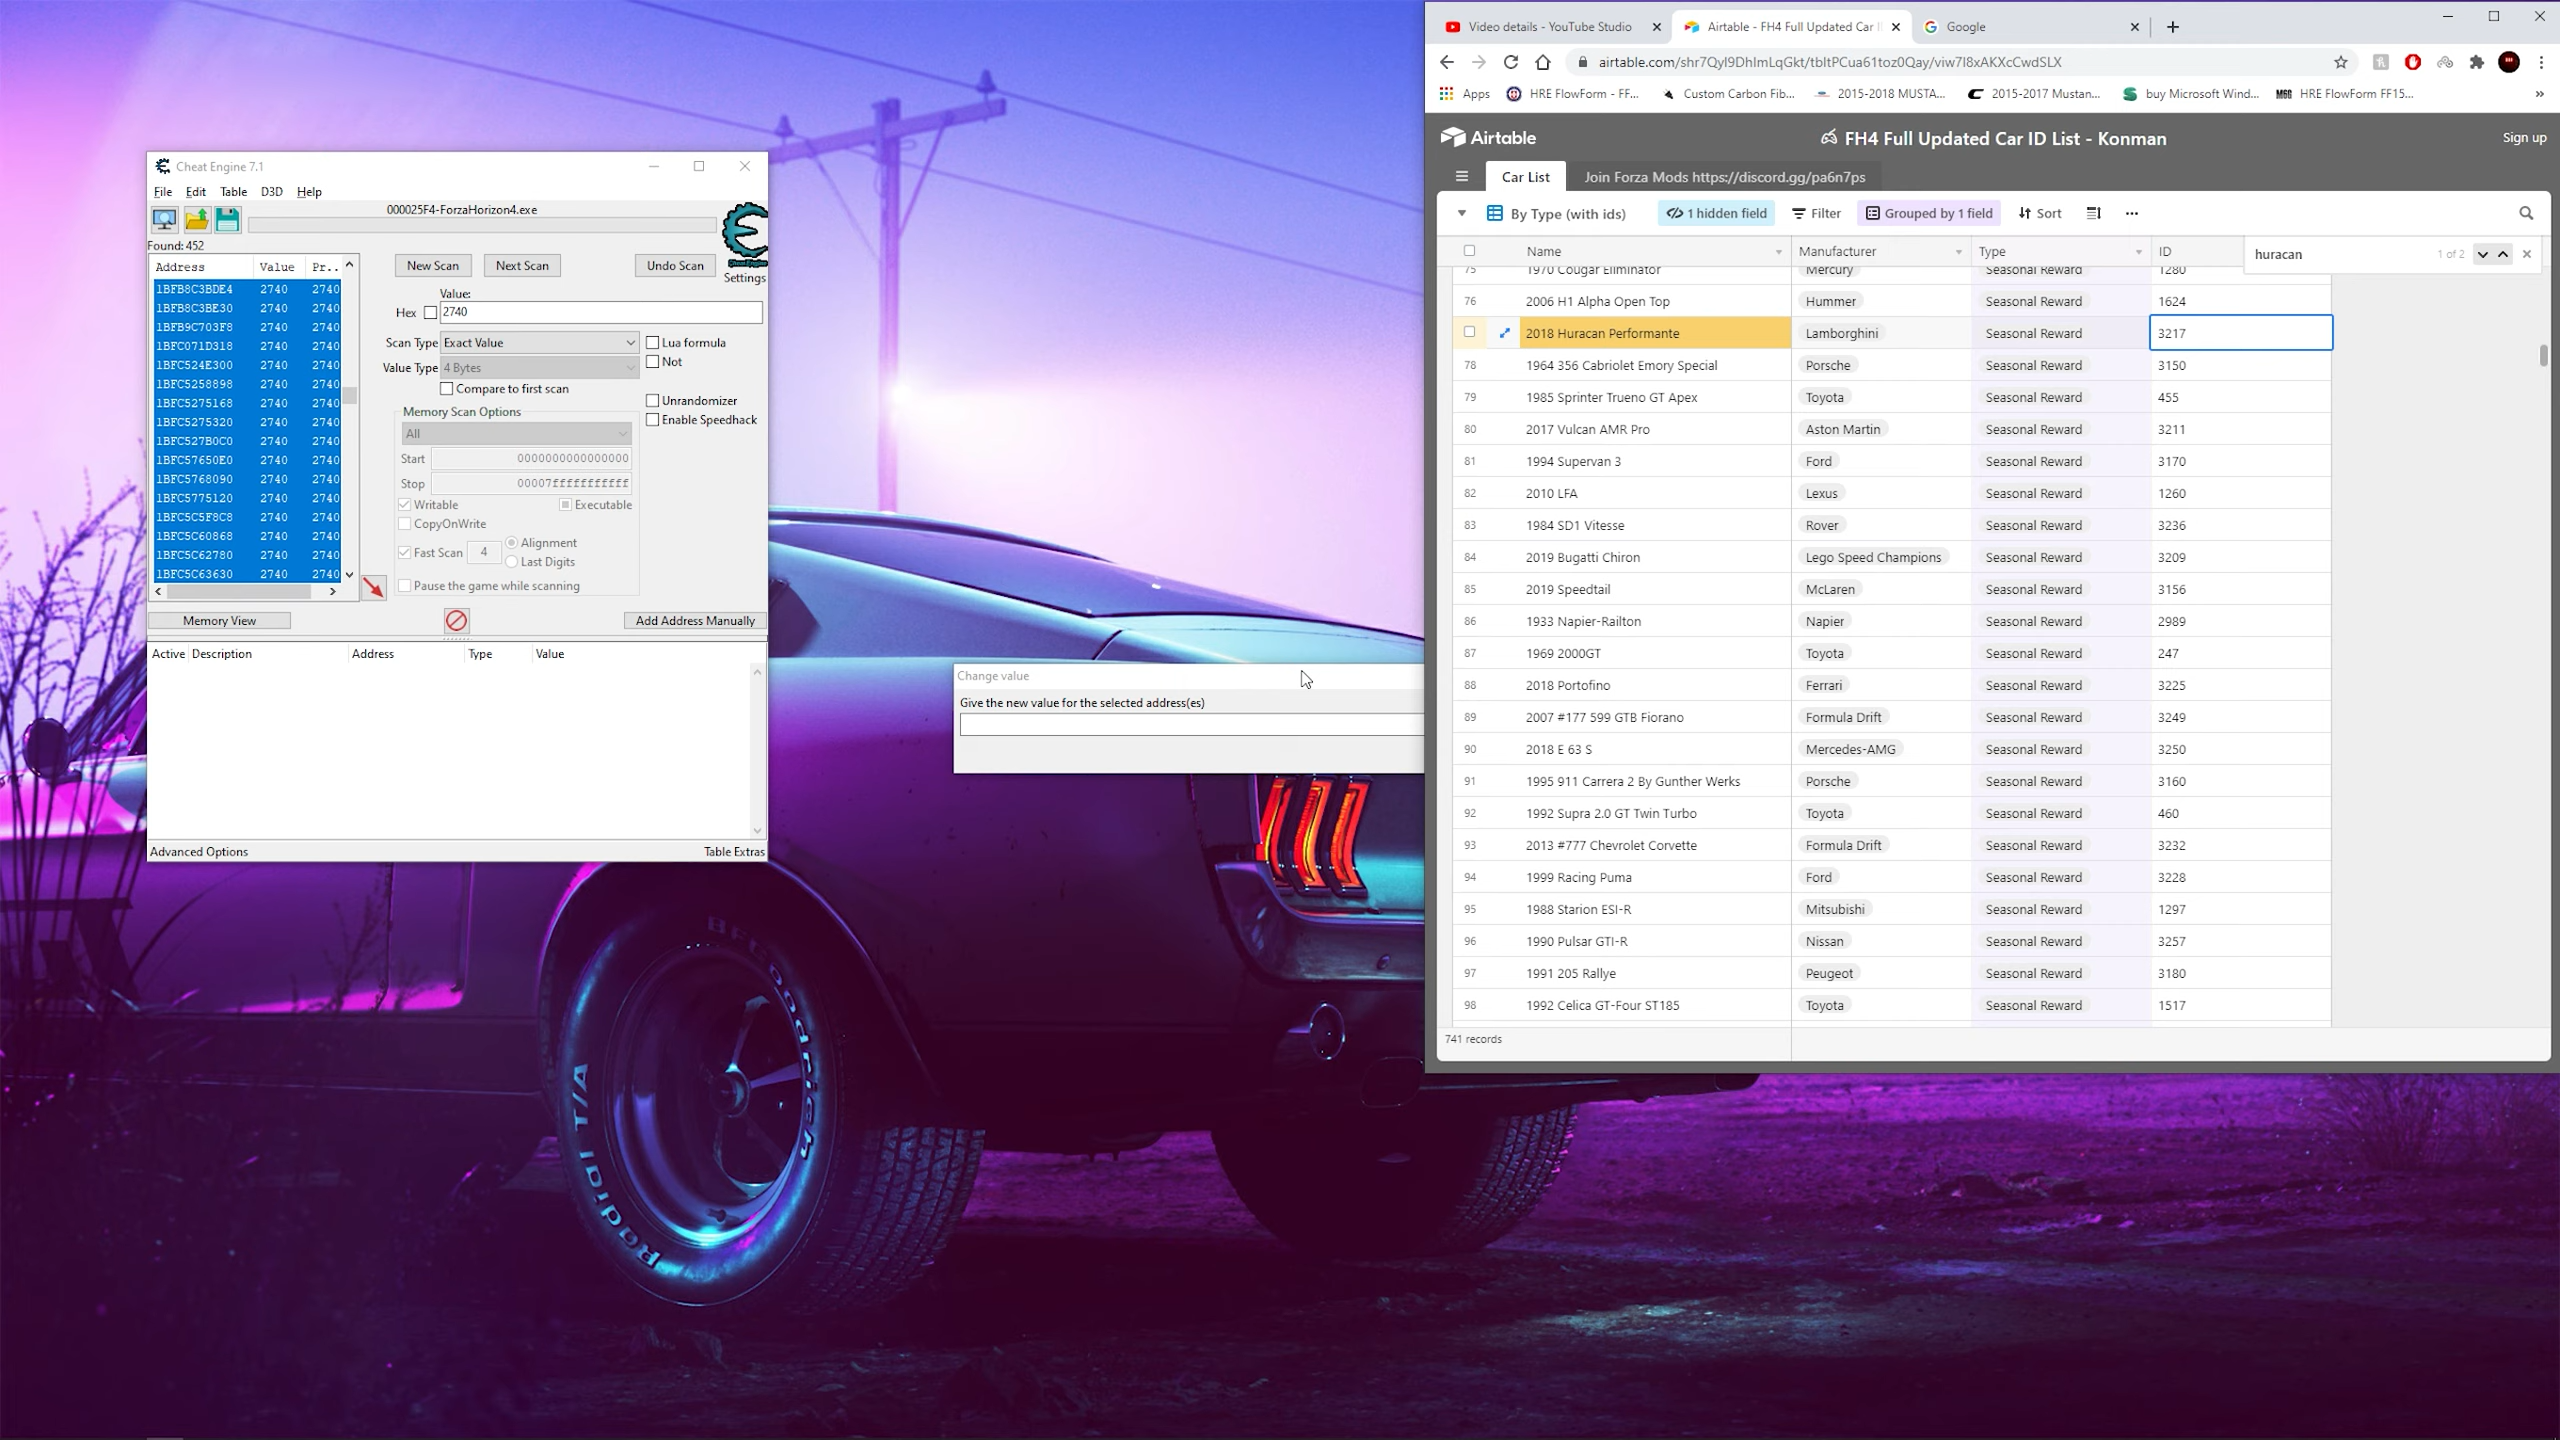 Cheat Engine 7.1
File Edit Table D3D Help
000025F4-ForzaHorizon4.exe
Found: 452
Address Value Pr..
1BFB8C3BDE4 2740 2740
1BFB8C3BE30 2740 2740
1BFB9C703F8 2740 2740
1BFC071D318 2740 2740
1BFC524E300 2740 2740
1BFC5258898 2740 2740
1BFC5275168 2740 2740
1BFC5275320 2740 2740
1BFC527B0C0 2740 2740
1BFC57650E0 2740 2740
1BFC5768090 2740 2740
1BFC5775120 2740 2740
1BFC5C5F8C8 2740 2740
1BFC5C60868 2740 2740
1BFC5C62780 2740 2740
1BFC5C63630 2740 2740
New Scan Next Scan Undo Scan
Settings
Value:
Hex 2740
Scan Type Exact Value
Lua formula
Value Type 4 Bytes
Not
Compare to first scan
Memory Scan Options
Unrandomizer
Enable Speedhack
All
Start 0000000000000000
Stop 00007fffffffffff
Writable Executable
CopyOnWrite
Fast Scan 4 Alignment
Last Digits
Pause the game while scanning
Memory View Add Address Manually
Active Description Address Type Value
Advanced Options Table Extras
Change value
Give the new value for the selected address(es)
BFGoodrich
Radial T/A
Video details - YouTube Studio
Airtable - FH4 Full Updated Car I
Google
airtable.com/shr7Qyl9DhlmLqGkt/tbltPCua61toz0Qay/viw7l8xAKXcCwdSLX
Apps HRE FlowForm - FF... Custom Carbon Fib... 2015-2018 MUSTA... 2015-2017 Mustan... buy Microsoft Wind... MGG HRE FlowForm FF15... »
Airtable
FH4 Full Updated Car ID List - Konman
Sign up
Car List Join Forza Mods https://discord.gg/pa6n7ps
By Type (with ids) 1 hidden field Filter Grouped by 1 field Sort
Name Manufacturer Type ID
huracan 1 of 2
75 1970 Cougar Eliminator Mercury Seasonal Reward 1280
76 2006 H1 Alpha Open Top Hummer Seasonal Reward 1624
2018 Huracan Performante Lamborghini Seasonal Reward 3217
78 1964 356 Cabriolet Emory Special Porsche Seasonal Reward 3150
79 1985 Sprinter Trueno GT Apex Toyota Seasonal Reward 455
80 2017 Vulcan AMR Pro Aston Martin Seasonal Reward 3211
81 1994 Supervan 3 Ford Seasonal Reward 3170
82 2010 LFA Lexus Seasonal Reward 1260
83 1984 SD1 Vitesse Rover Seasonal Reward 3236
84 2019 Bugatti Chiron Lego Speed Champions Seasonal Reward 3209
85 2019 Speedtail McLaren Seasonal Reward 3156
86 1933 Napier-Railton Napier Seasonal Reward 2989
87 1969 2000GT Toyota Seasonal Reward 247
88 2018 Portofino Ferrari Seasonal Reward 3225
89 2007 #177 599 GTB Fiorano Formula Drift Seasonal Reward 3249
90 2018 E 63 S Mercedes-AMG Seasonal Reward 3250
91 1995 911 Carrera 2 By Gunther Werks Porsche Seasonal Reward 3160
92 1992 Supra 2.0 GT Twin Turbo Toyota Seasonal Reward 460
93 2013 #777 Chevrolet Corvette Formula Drift Seasonal Reward 3232
94 1999 Racing Puma Ford Seasonal Reward 3228
95 1988 Starion ESI-R Mitsubishi Seasonal Reward 1297
96 1990 Pulsar GTI-R Nissan Seasonal Reward 3257
97 1991 205 Rallye Peugeot Seasonal Reward 3180
98 1992 Celica GT-Four ST185 Toyota Seasonal Reward 1517
741 records